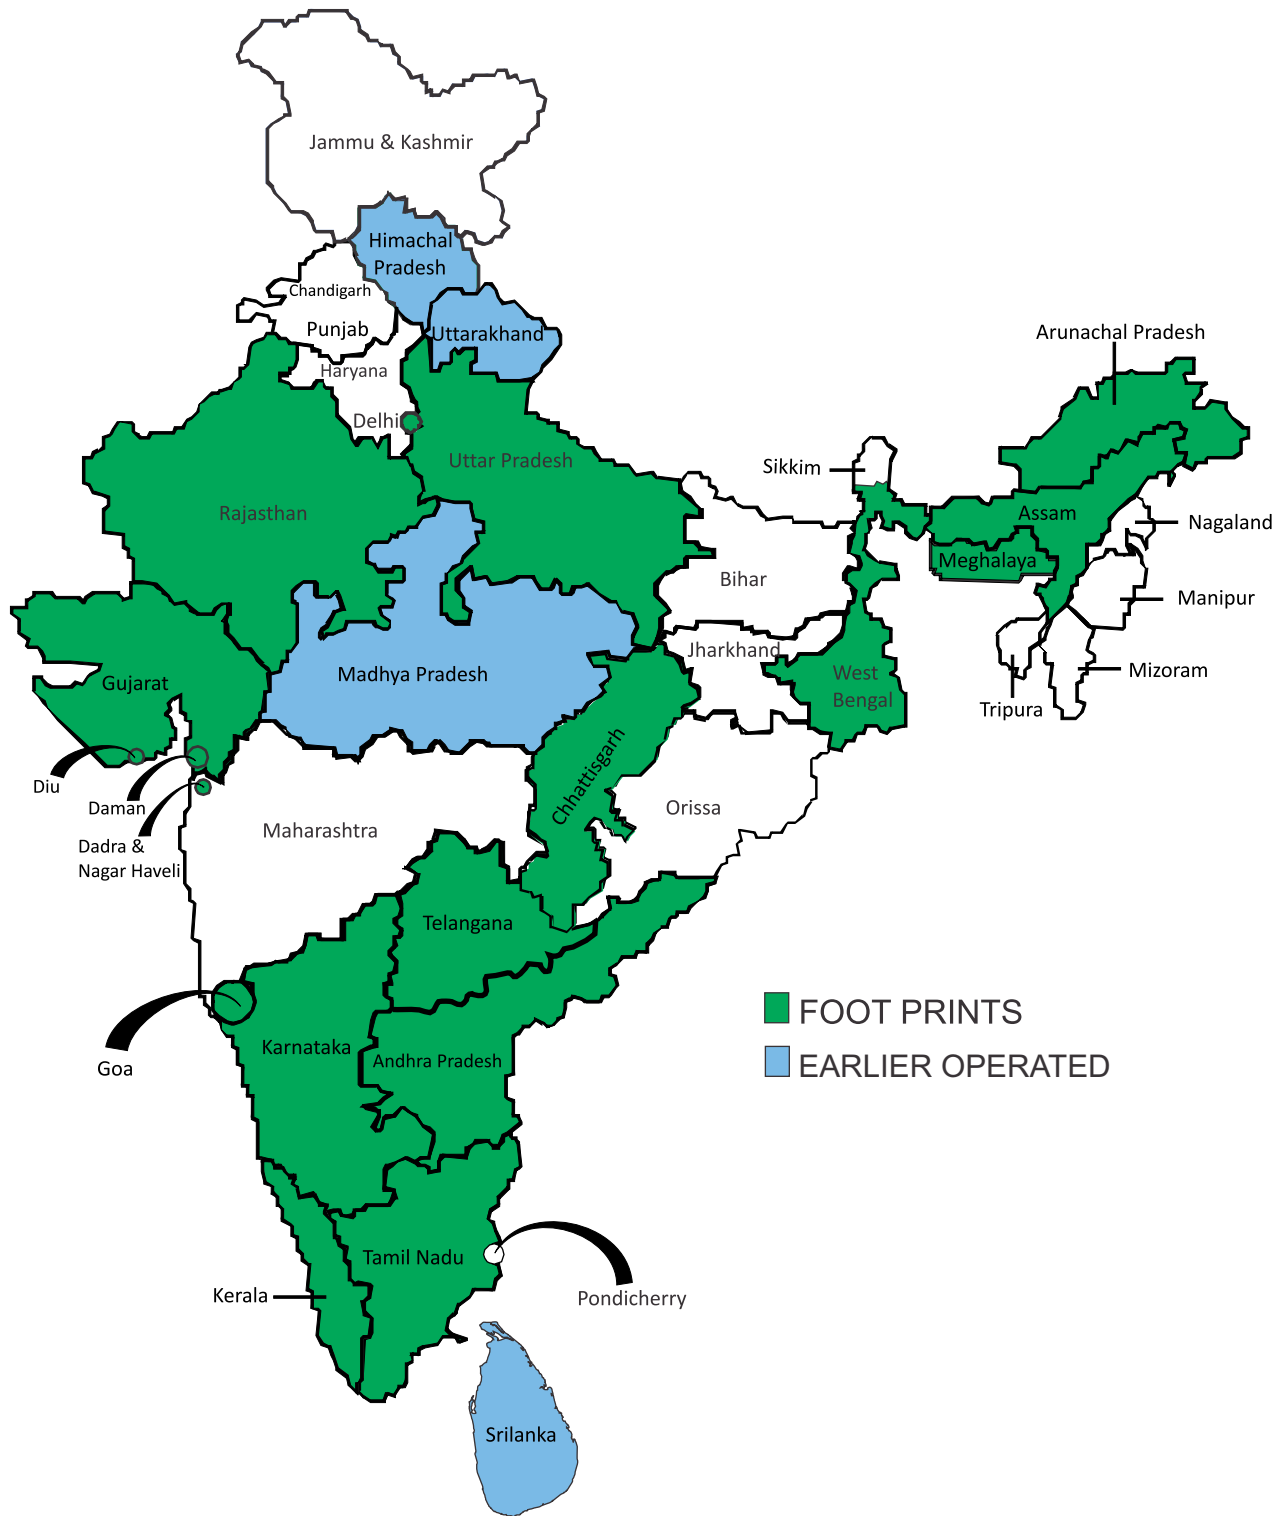 Jammu & Kashmir
Himachal
Pradesh
Chandigarh
Punjab
Uttarakhand
Arunachal Pradesh
Haryana
Delhi
Uttar Pradesh
Sikkim
Rajasthan
Assam
Nagaland
Meghalaya
Bihar
Manipur
Jharkhand
Madhya Pradesh
West
Bengal
Mizoram
Gujarat
Tripura
Chhattisgarh
Diu
Daman
Orissa
Maharashtra
Dadra &
Nagar Haveli
Telangana
FOOT PRINTS
Karnataka
Andhra Pradesh
EARLIER OPERATED
Goa
Tamil Nadu
Kerala
Pondicherry
Srilanka